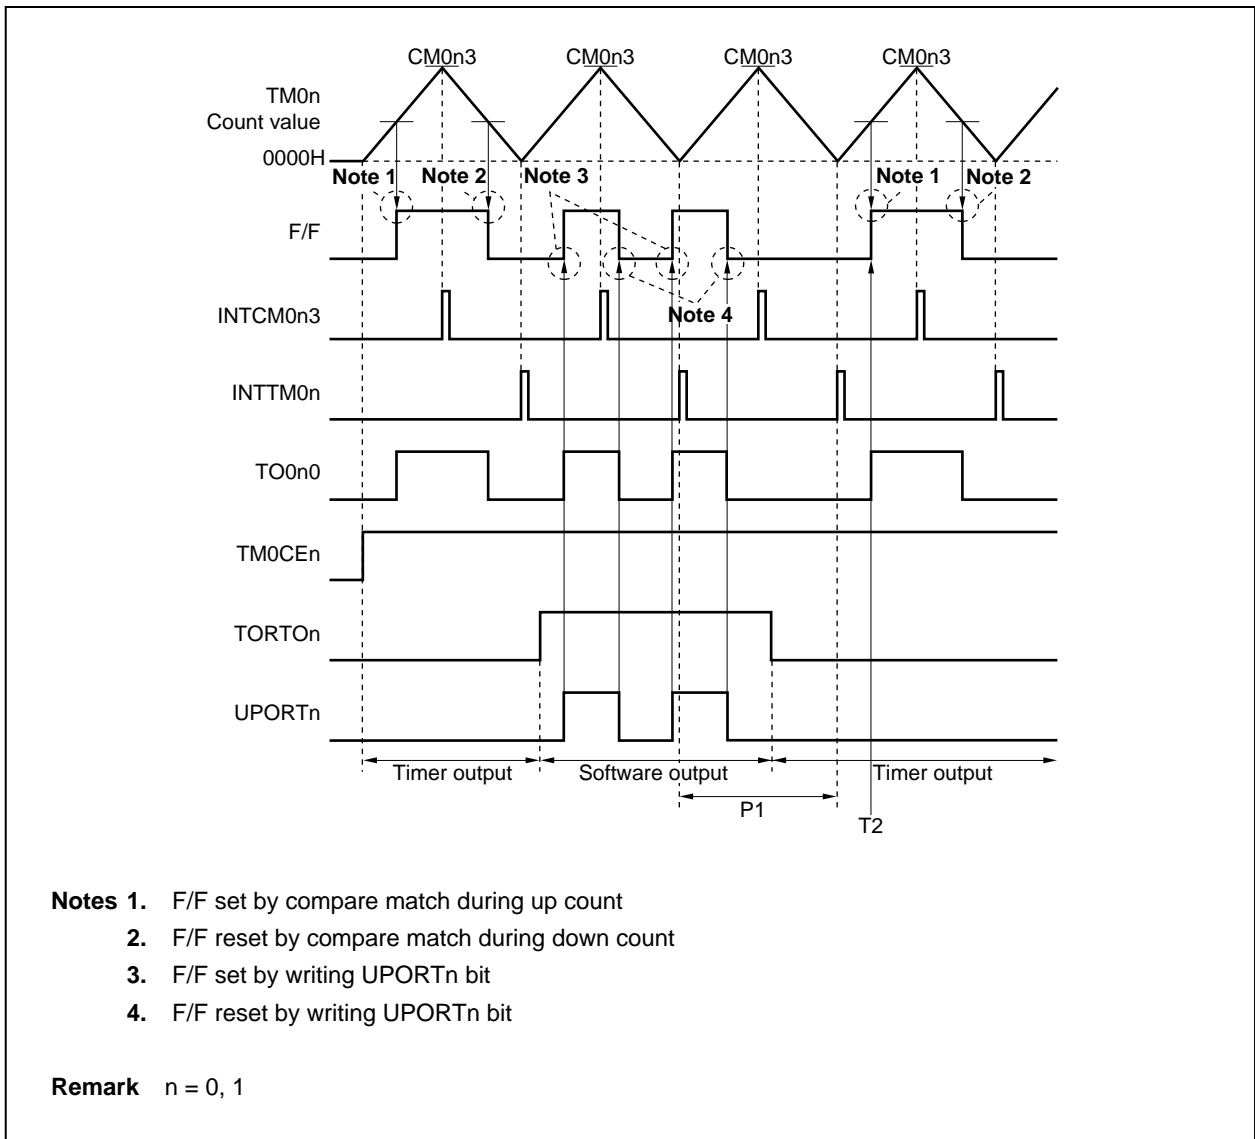 CM0n3 CM0n3 CM0n3 CM0n3
TM0n
Count value
0000H
Note 1 Note 2 Note 3 Note 1 Note 2
F/F
INTCM0n3 Note 4
INTTM0n
TO0n0
TM0CEn
TORTOn
UPORTn
Timer output Software output Timer output
P1
T2
Notes 1. F/F set by compare match during up count
2. F/F reset by compare match during down count
3. F/F set by writing UPORTn bit
4. F/F reset by writing UPORTn bit
Remark n = 0, 1